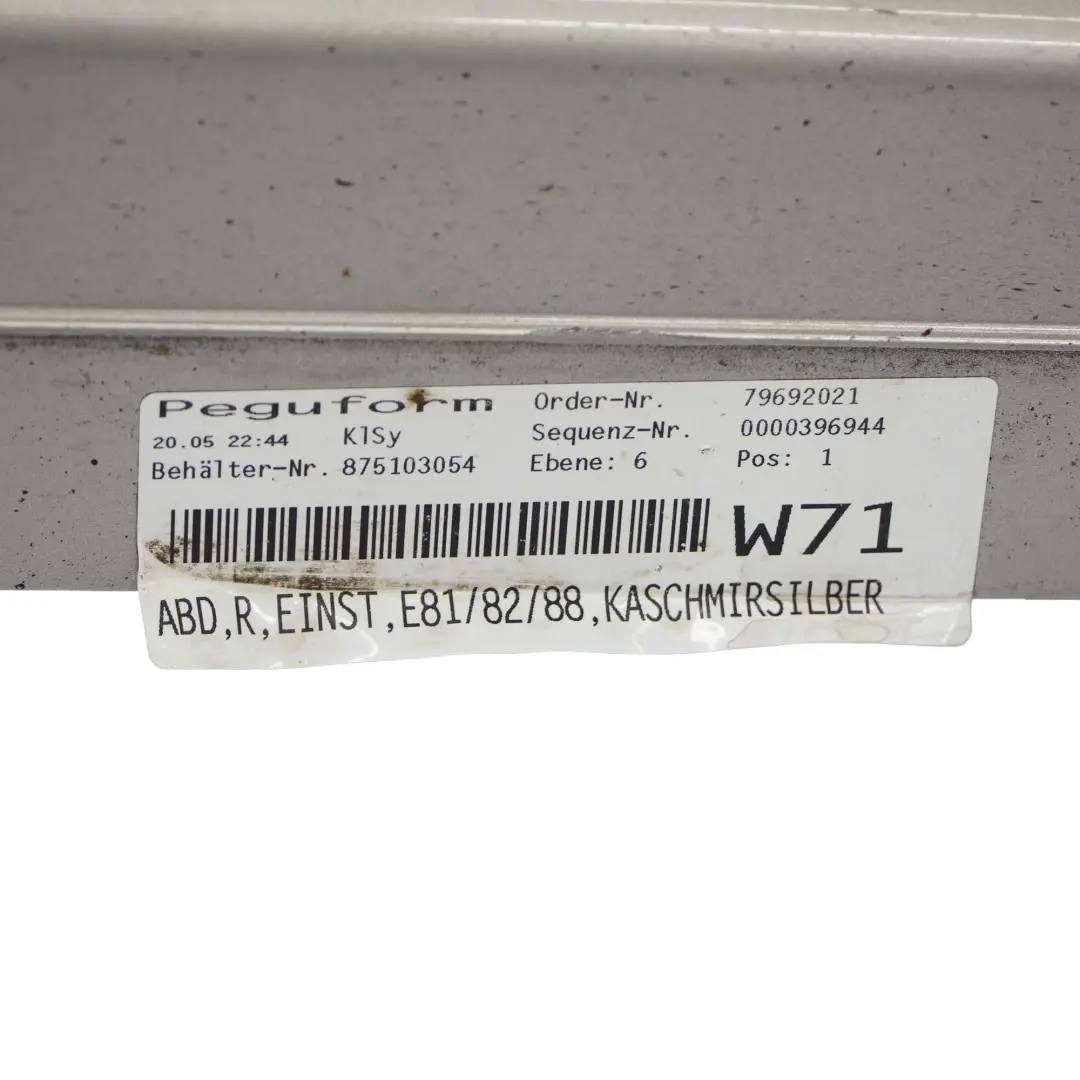 Peguform Order-Nr. 79692021
20.05 22:44 KlSy Sequenz-Nr. 0000396944
Behälter-Nr. 875103054 Ebene: 6 Pos: 1
W71
ABD,R,EINST,E81/82/88,KASCHMIRSILBER